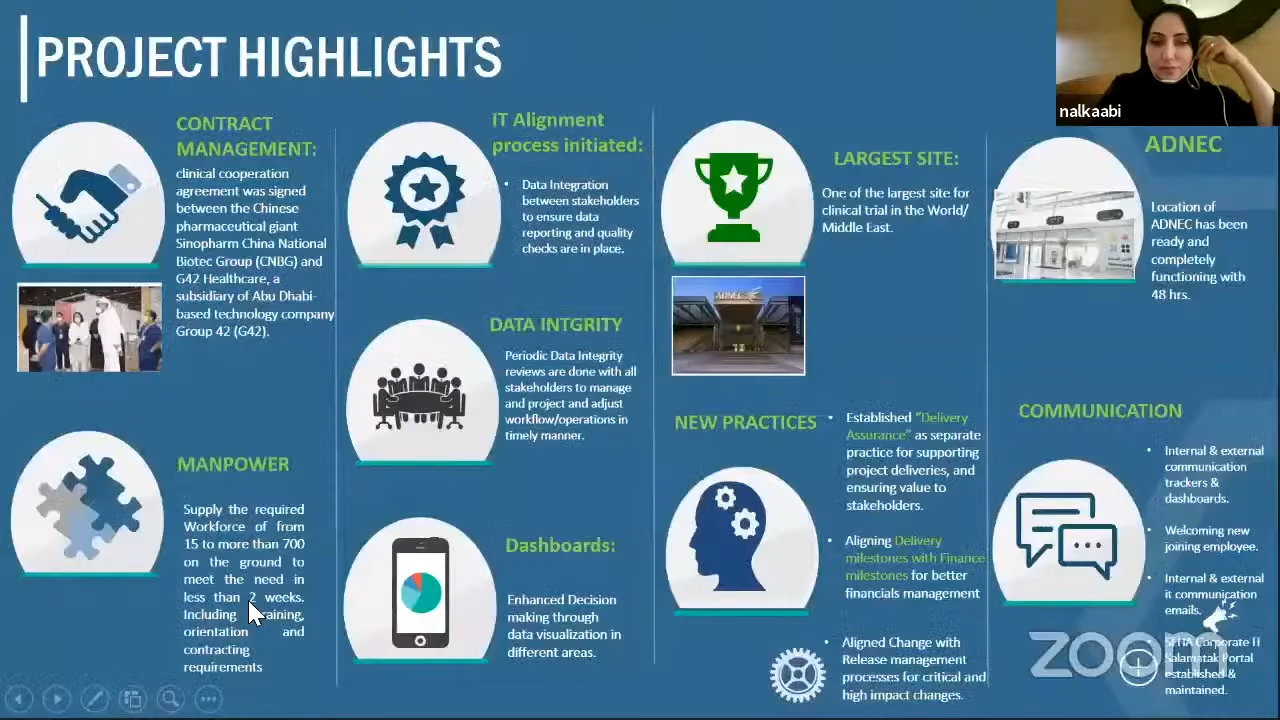 PROJECT HIGHLIGHTS
nalkaabi
CONTRACT
MANAGEMENT:
clinical cooperation
agreement was signed
between the Chinese
pharmaceutical giant
Sinopharm China National
Biotec Group (CNBG) and
G42 Healthcare, a
subsidiary of Abu Dhabi-
based technology company
Group 42 (G42).
MANPOWER
Supply the required
Workforce of from
15 to more than 700
on the ground to
meet the need in
less than 2 weeks.
Including
orientation and
contracting
requirements
IT Alignment
process initiated:
• Data Integration
between stakeholders
to ensure data
reporting and quality
checks are in place.
DATA INTGRITY
Periodic Data Integrity
reviews are done with all
stakeholders to manage
and project and adjust
workflow/operations in
timely manner.
Dashboards:
Enhanced Decision
making through
data visualization in
different areas.
LARGEST SITE:
One of the largest site for
clinical trial in the World/
Middle East.
ADNEC
NEW PRACTICES
• Established "Delivery
Assurance" as separate
practice for supporting
project deliveries, and
ensuring value to
stakeholders.
• Aligning Delivery
milestones with Finance
milestones for better
financials management
• Aligned Change with
Release management
processes for critical and
high impact changes.
ADNEC
Location of
ADNEC has been
ready and
completely
functioning with
48 hrs.
COMMUNICATION
• Internal & external
communication
trackers &
dashboards.
• Welcoming new
joining employee.
• Internal & external
it communication
emails.
Corporate
Salamatak Portal
established &
maintained.
zoom